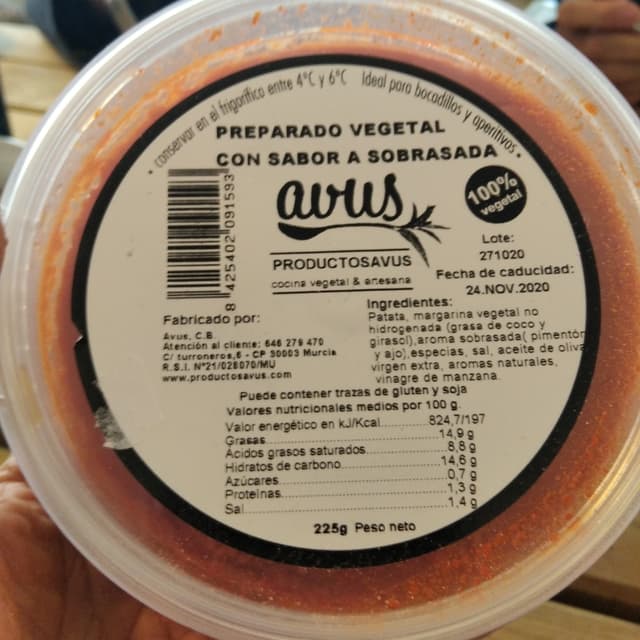 • conservar en el frigorífico entre 4°C y 6°C Ideal para bocadillos y aperitivos •
PREPARADO VEGETAL
CON SABOR A SOBRASADA
avus
100%
vegetal
PRODUCTOSAVUS
cocina vegetal & artesana
8 425402 091593
Lote:
271020
Fecha de caducidad:
24.NOV.2020
Fabricado por:
Avus, C.B.
Atención al cliente: 646 279 470
C/ turroneros,6 - CP 30003 Murcia
R.S.I. Nº21/026070/MU
www.productosavus.com
Ingredientes:
Patata, margarina vegetal no
hidrogenada (grasa de coco y
girasol),aroma sobrasada( pimentón
y ajo),especias, sal, aceite de oliva
virgen extra, aromas naturales,
vinagre de manzana.
Puede contener trazas de gluten y soja
Valores nutricionales medios por 100 g.
Valor energético en kJ/Kcal..............824,7/197
Grasas..............14,9 g
Ácidos grasos saturados..............8,8 g
Hidratos de carbono..............14,6 g
Azúcares..............0,7 g
Proteínas..............1,3 g
Sal..............1,4 g
225g Peso neto